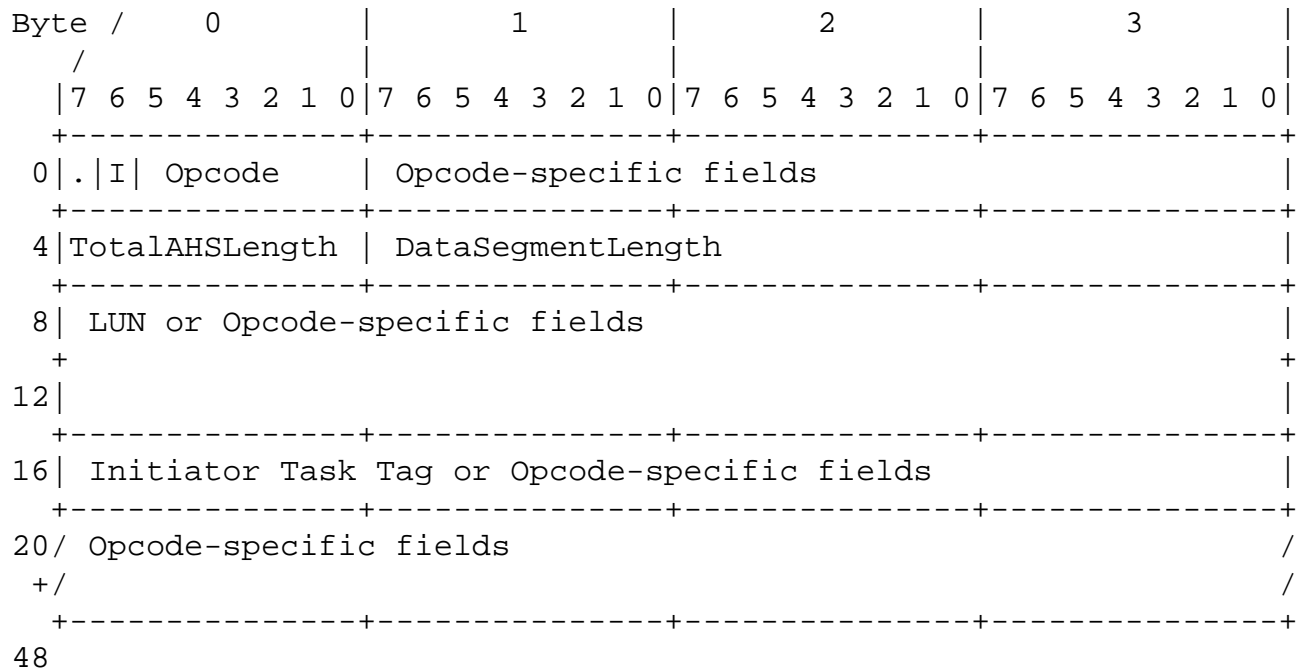 Byte /     0       |       1       |       2       |       3       |
   /              |               |               |               |
  |7 6 5 4 3 2 1 0|7 6 5 4 3 2 1 0|7 6 5 4 3 2 1 0|7 6 5 4 3 2 1 0|
  +---------------+---------------+---------------+---------------+
 0|.|I| Opcode    | Opcode-specific fields                        |
  +---------------+---------------+---------------+---------------+
 4|TotalAHSLength | DataSegmentLength                             |
  +---------------+---------------+---------------+---------------+
 8| LUN or Opcode-specific fields                                 |
  +                                                               +
12|                                                               |
  +---------------+---------------+---------------+---------------+
16| Initiator Task Tag or Opcode-specific fields                  |
  +---------------+---------------+---------------+---------------+
20/ Opcode-specific fields                                        /
 +/                                                               /
  +---------------+---------------+---------------+---------------+
48